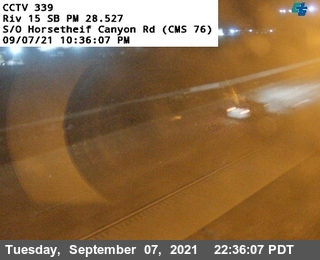 CCTV 339
Riv 15 SB PM 28.527
S/O Horsetheif Canyon Rd (CMS 76)
09/07/21 10:36:07 PM
Tuesday, September 07, 2021 22:36:07 PDT